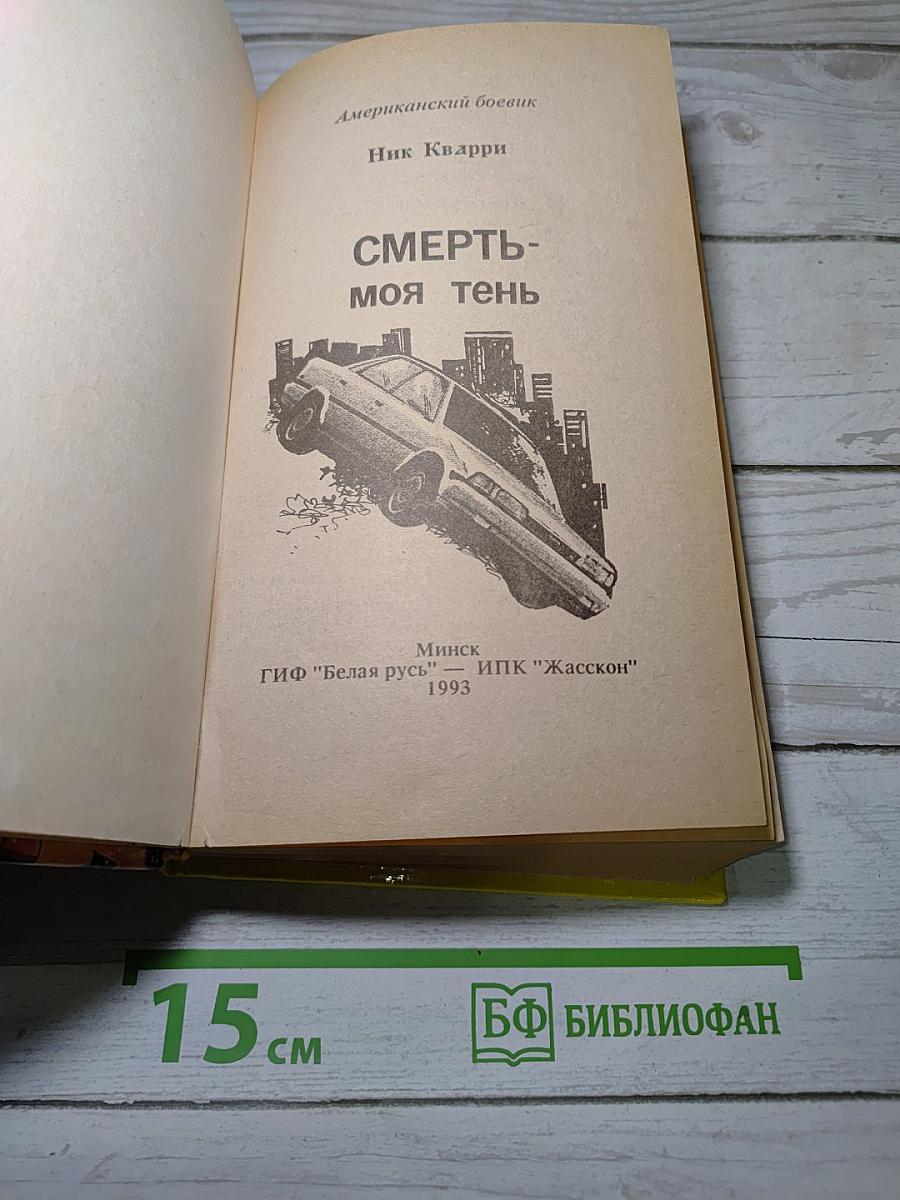 Американский боевик
Ник Кварри
СМЕРТЬ-
моя тень
Минск
ГИФ "Белая русь" — ИПК "Жасскон"
1993
15 см
БФ БИБЛИОФАН